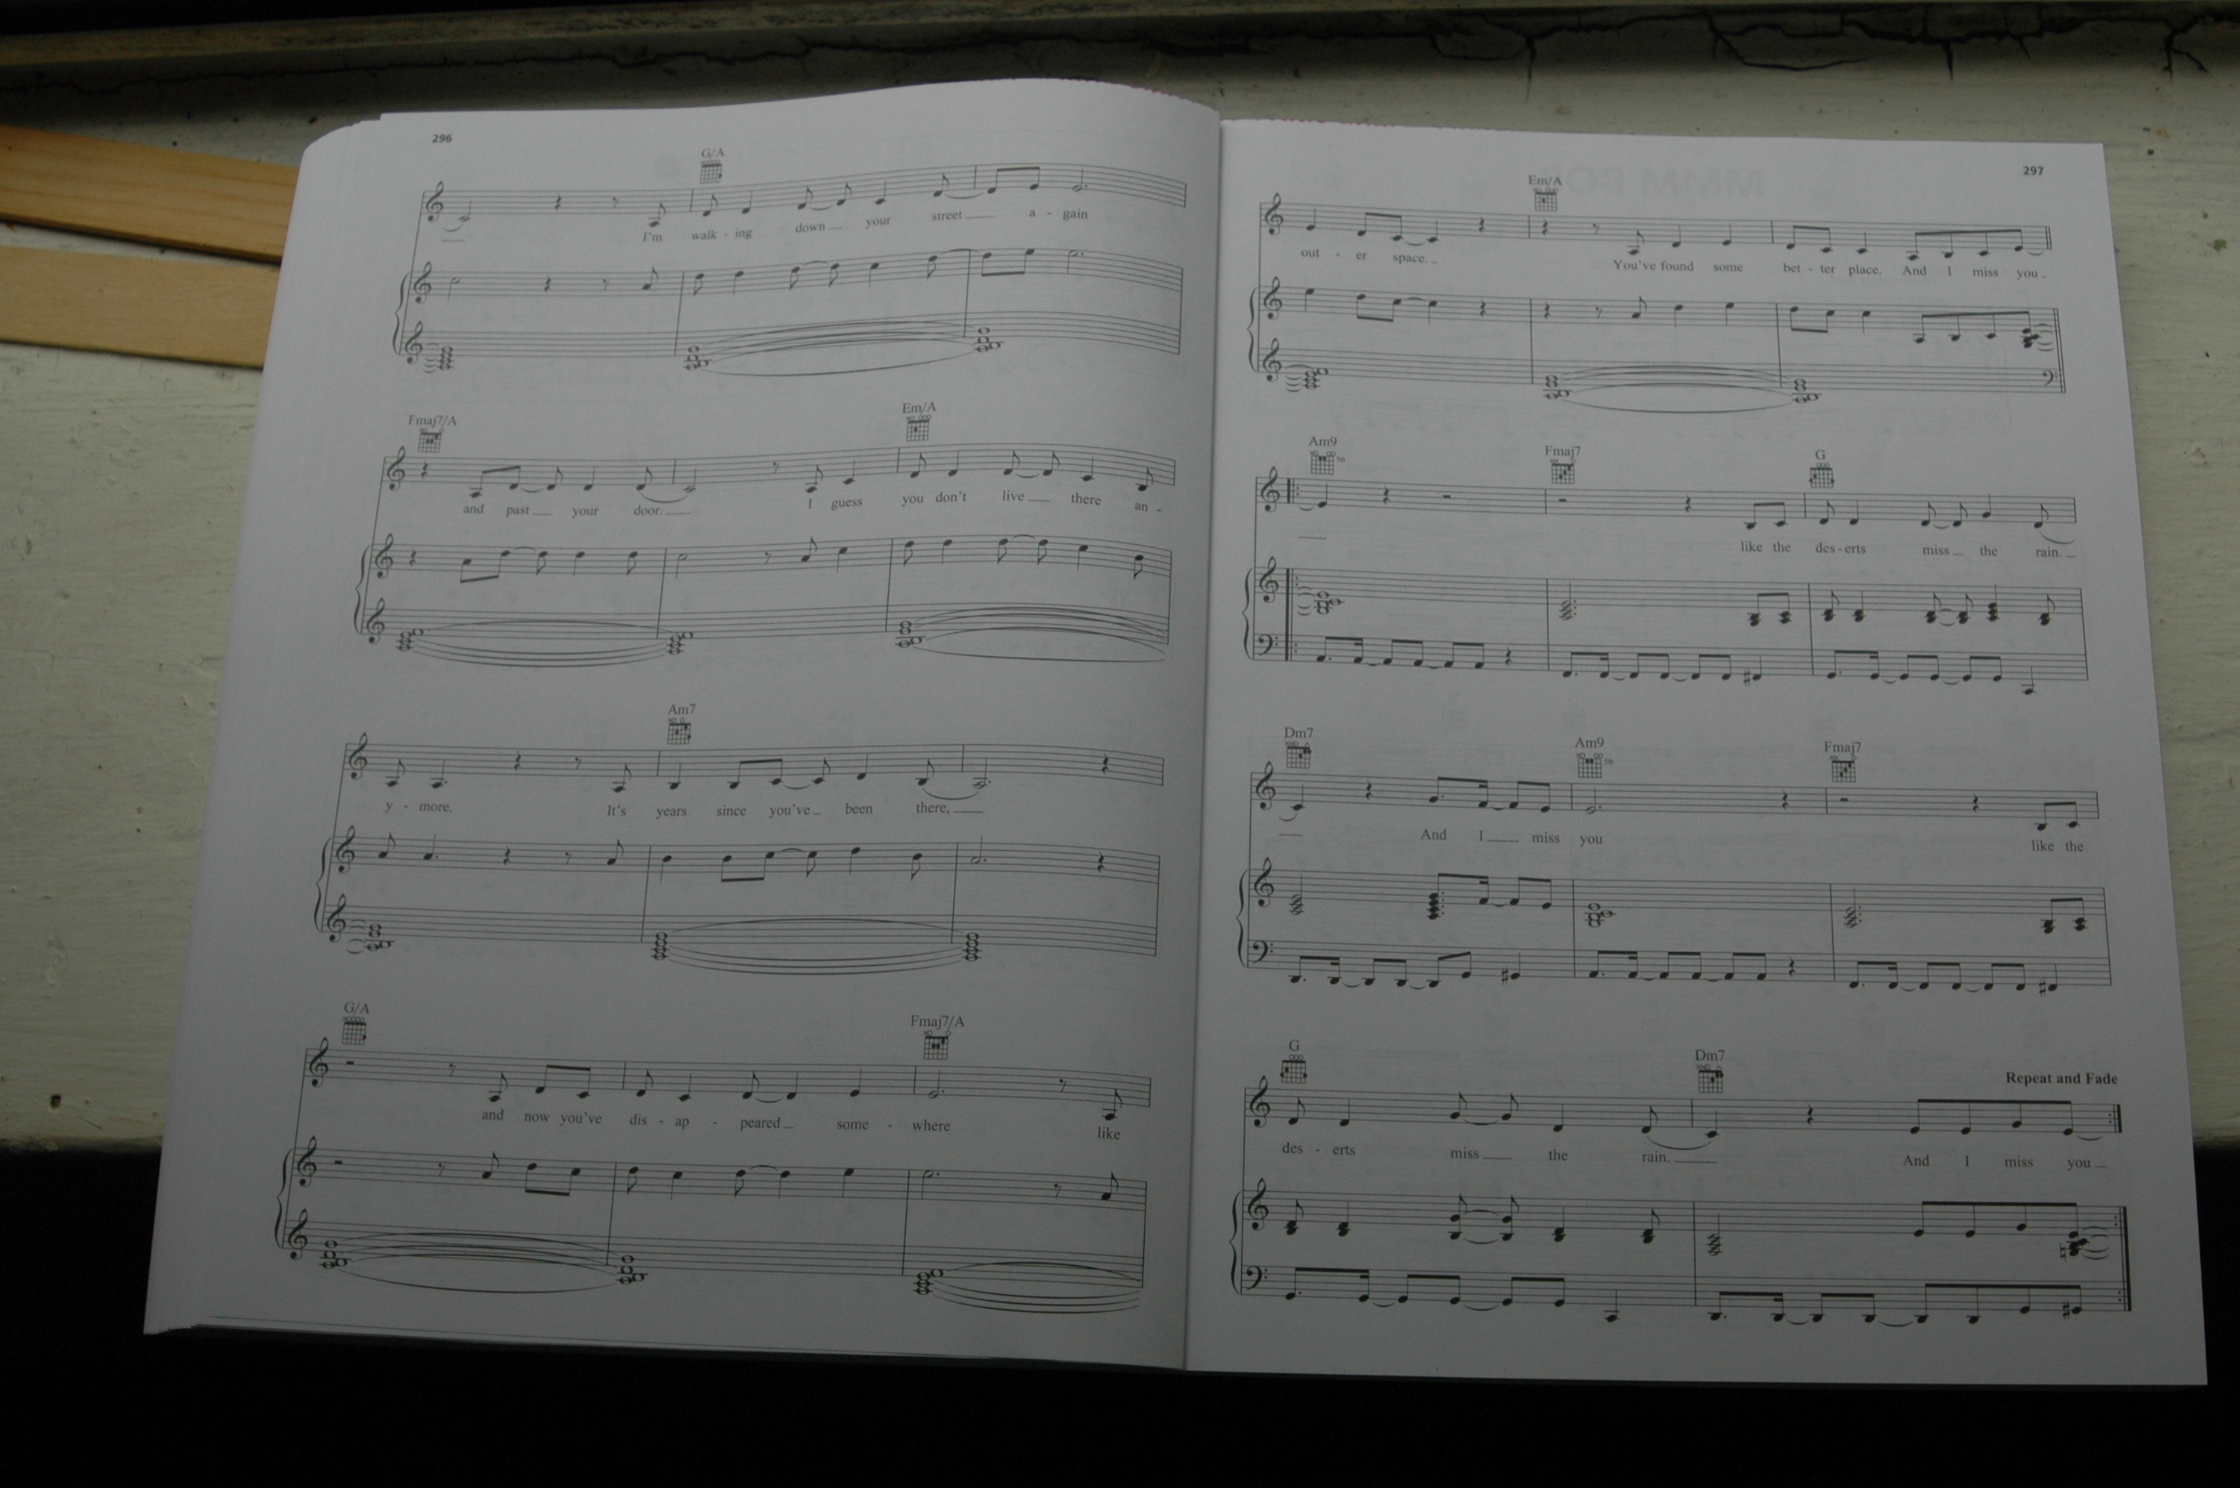 296
G/A
I'm walk - ing down your street a - gain
Fmaj7/A Em/A
and past your door. I guess you don't live there an -
Am7
y - more. It's years since you've been there,
G/A Fmaj7/A
and now you've dis - ap - peared some - where like
297
Em/A
out - er space. You've found some bet - ter place. And I miss you
Am9 Fmaj7 G
like the des - erts miss the rain.
Dm7 Am9 Fmaj7
And I miss you like the
G Dm7
Repeat and Fade
des - erts miss the rain. And I miss you